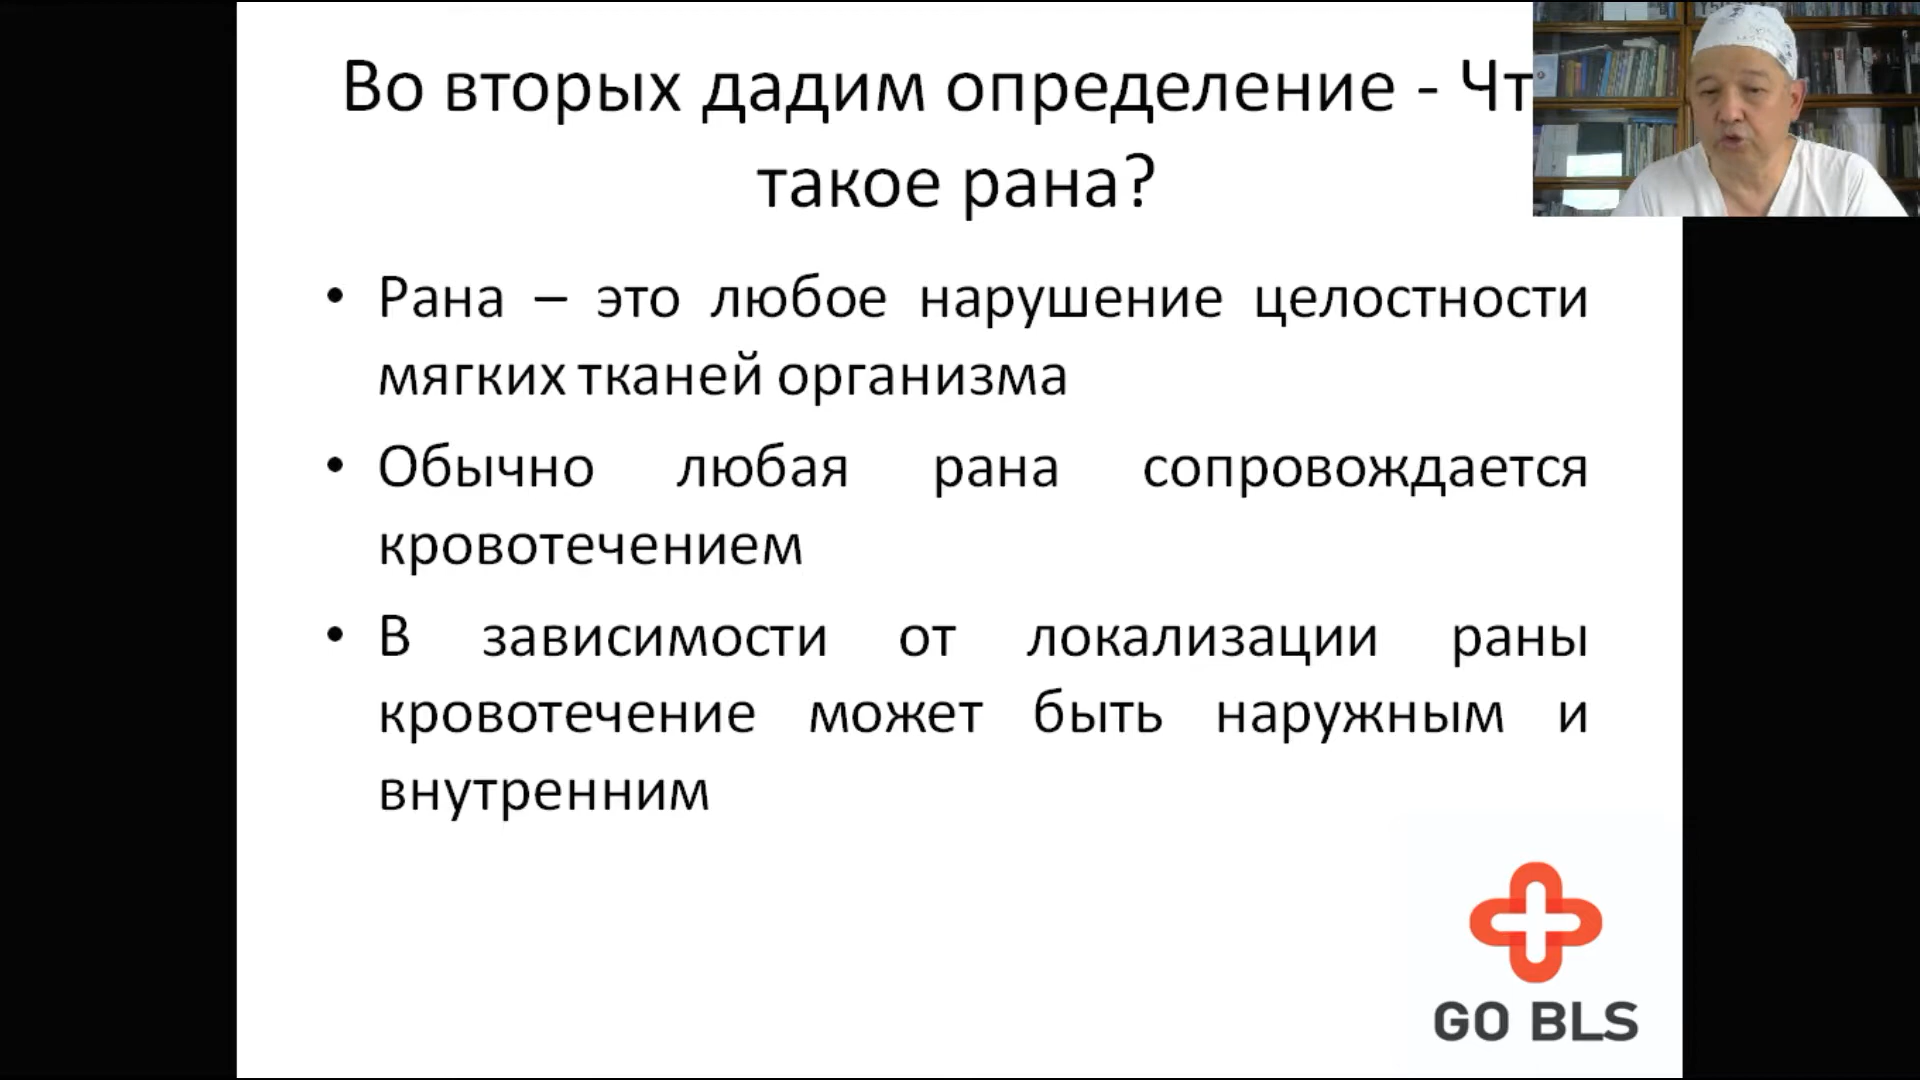 Во вторых дадим определение - Чт
такое рана?
• Рана – это любое нарушение целостности
мягких тканей организма
• Обычно любая рана сопровождается
кровотечением
• В зависимости от локализации раны
кровотечение может быть наружным и
внутренним
GO BLS